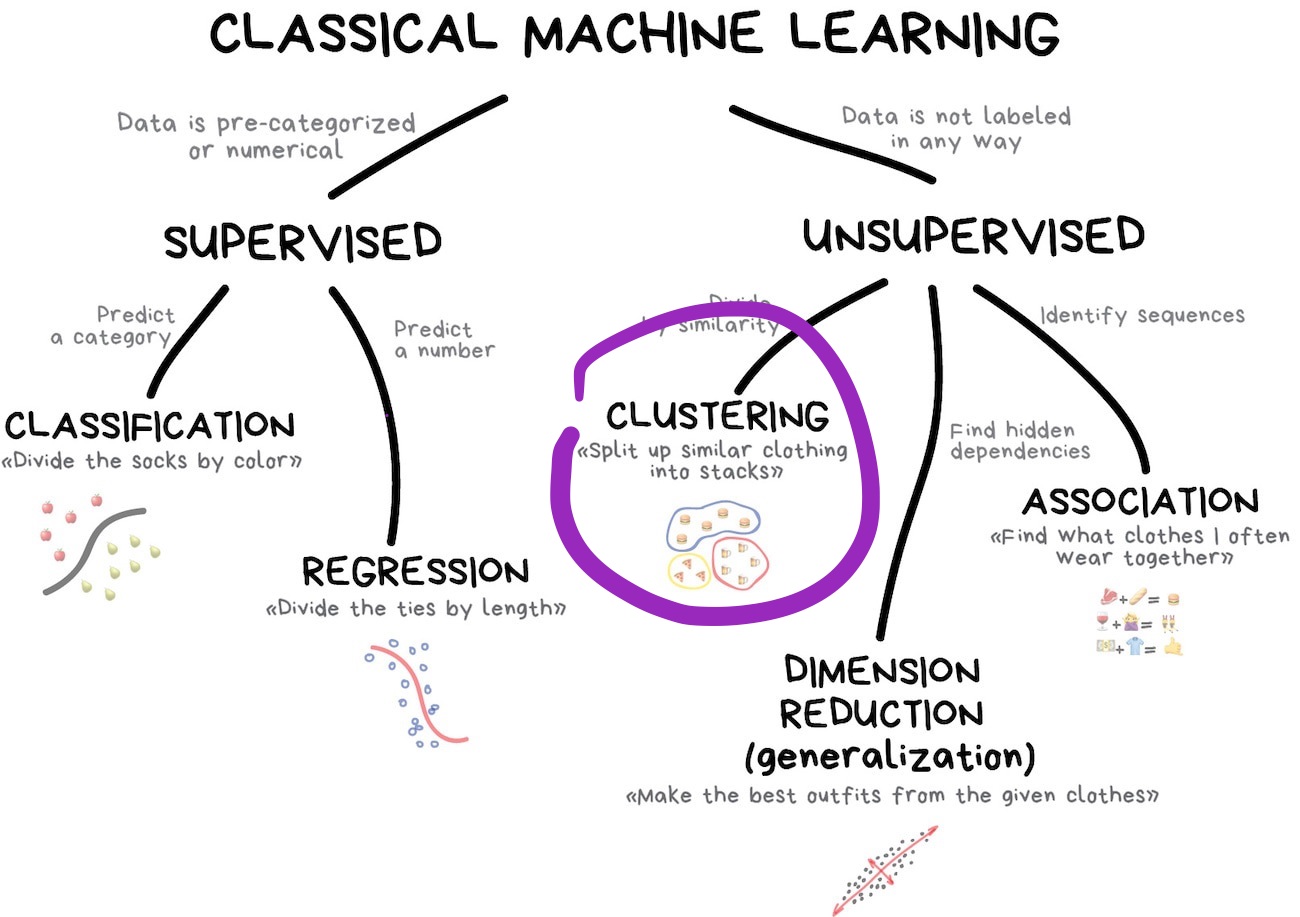 CLASSICAL MACHINE LEARNING
Data is pre-categorized
or numerical
Data is not labeled
in any way
SUPERVISED
UNSUPERVISED
Predict
a category
Predict
a number
Divide
by similarity
Identify sequences
CLASSIFICATION
«Divide the socks by color»
CLUSTERING
«Split up similar clothing
into stacks»
Find hidden
dependencies
ASSOCIATION
«Find what clothes I often
wear together»
+ =
+ =
+ =
REGRESSION
«Divide the ties by length»
DIMENSION
REDUCTION
(generalization)
«Make the best outfits from the given clothes»